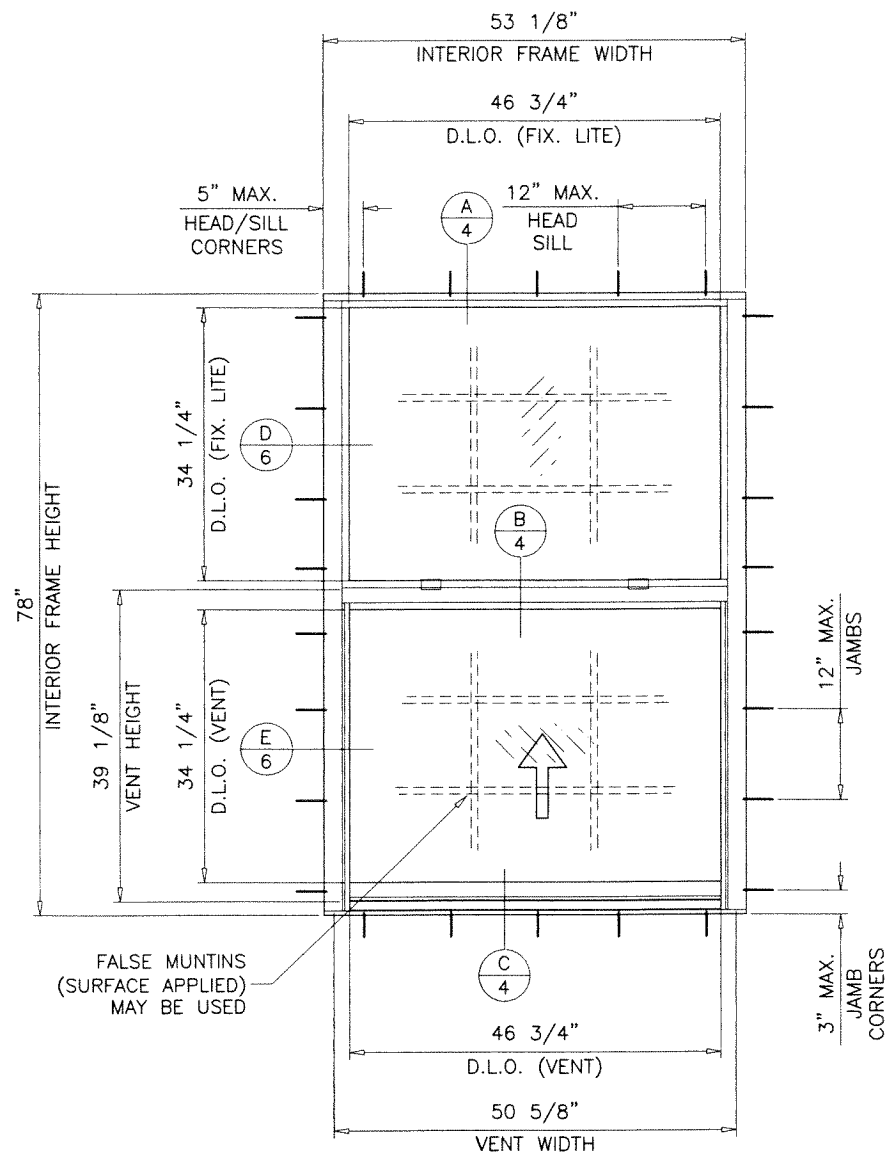 53 1/8"
INTERIOR FRAME WIDTH
46 3/4"
D.L.O. (FIX. LITE)
5" MAX.
HEAD/SILL
CORNERS
A
4
12" MAX.
HEAD
SILL
34 1/4"
D.L.O. (FIX. LITE)
D
6
B
4
78"
INTERIOR FRAME HEIGHT
39 1/8"
VENT HEIGHT
34 1/4"
D.L.O. (VENT)
E
6
12" MAX.
JAMBS
FALSE MUNTINS
(SURFACE APPLIED)
MAY BE USED
C
4
3" MAX.
JAMB
CORNERS
46 3/4"
D.L.O. (VENT)
50 5/8"
VENT WIDTH